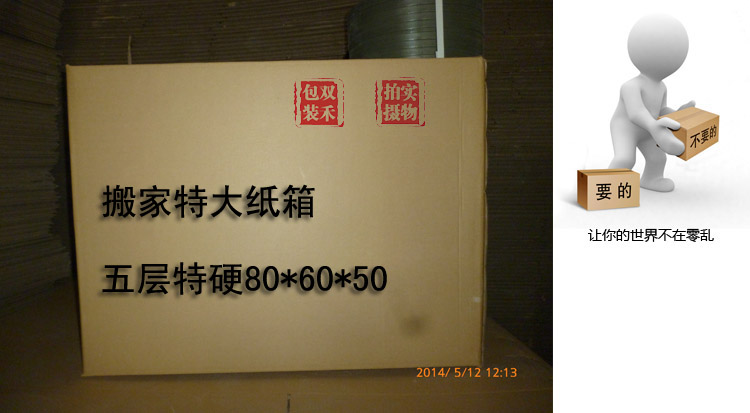 双禾
包装
实物
拍摄
搬家特大纸箱
五层特硬80*60*50
2014/ 5/12 12:13
不要的
要的
让你的世界不在零乱